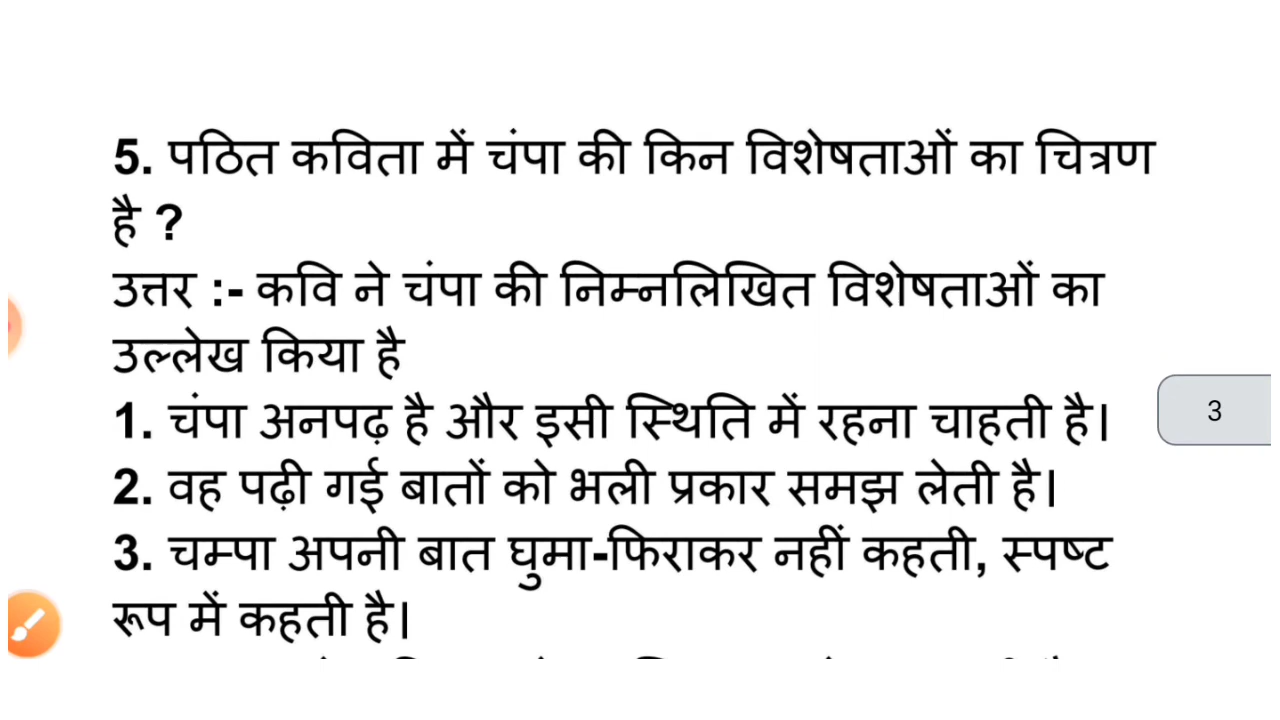 5. पठित कविता में चंपा की किन विशेषताओं का चित्रण
है ?
उत्तर :- कवि ने चंपा की निम्नलिखित विशेषताओं का
उल्लेख किया है
1. चंपा अनपढ़ है और इसी स्थिति में रहना चाहती है।
3
2. वह पढ़ी गई बातों को भली प्रकार समझ लेती है।
3. चम्पा अपनी बात घुमा-फिराकर नहीं कहती, स्पष्ट
रूप में कहती है।